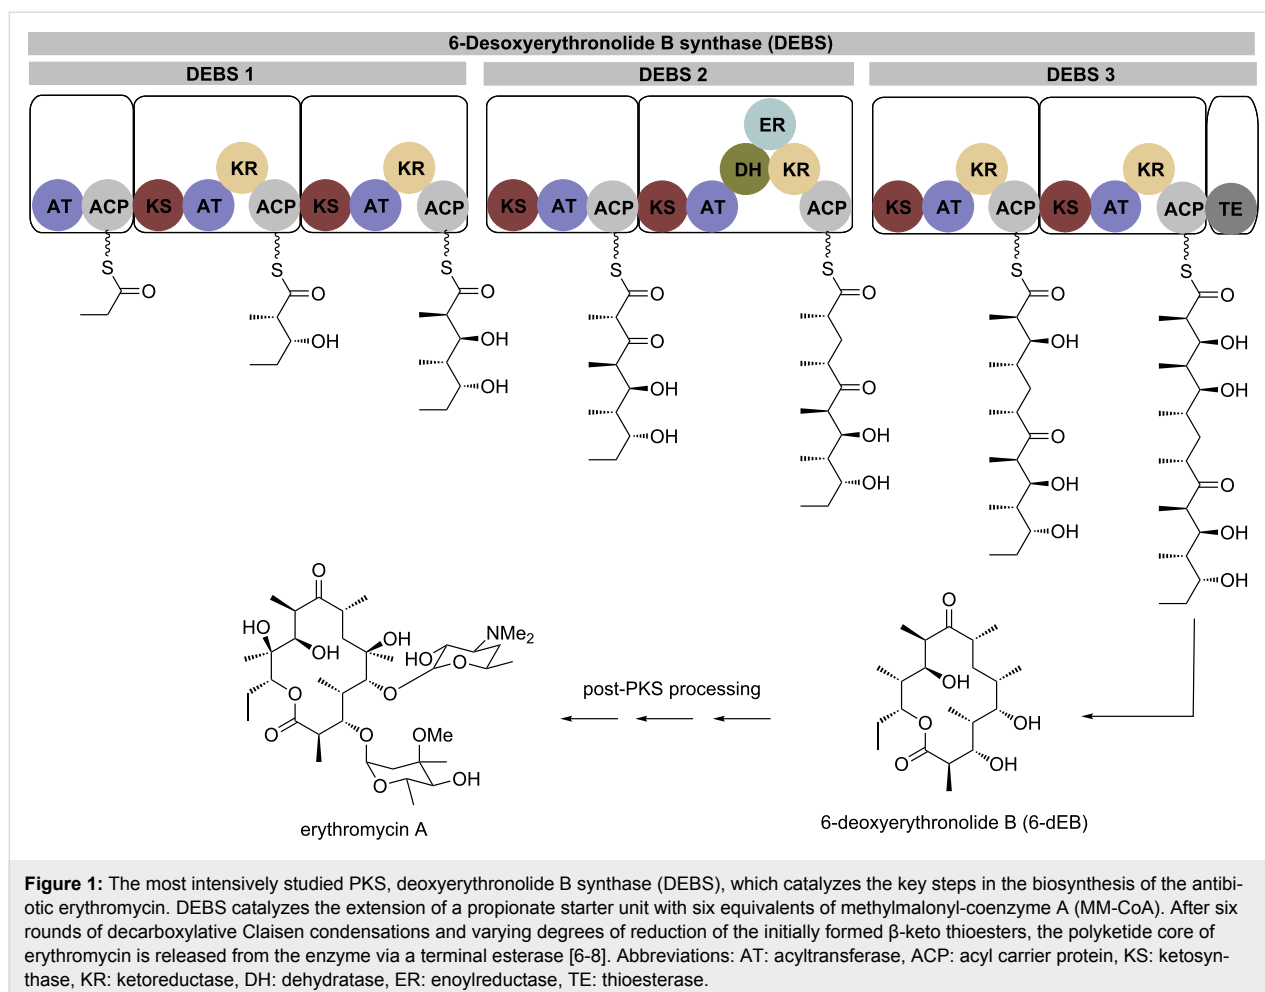 6-Desoxyerythronolide B synthase (DEBS)
DEBS 1 DEBS 2 DEBS 3
ER
KR KR DH KR KR KR
AT ACP KS AT ACP KS AT ACP KS AT ACP KS AT ACP KS AT ACP KS AT ACP TE
S S S S S S S
O O O O O O O
OH OH O OH OH
OH OH O OH
OH OH O
OH OH O
OH OH
OH
O O
HO OH OH NMe2
HO O
O O OH
O O OH
O OMe O OH
O OH
post-PKS processing
erythromycin A
6-deoxyerythronolide B (6-dEB)
Figure 1: The most intensively studied PKS, deoxyerythronolide B synthase (DEBS), which catalyzes the key steps in the biosynthesis of the antibi-
otic erythromycin. DEBS catalyzes the extension of a propionate starter unit with six equivalents of methylmalonyl-coenzyme A (MM-CoA). After six
rounds of decarboxylative Claisen condensations and varying degrees of reduction of the initially formed β-keto thioesters, the polyketide core of
erythromycin is released from the enzyme via a terminal esterase [6-8]. Abbreviations: AT: acyltransferase, ACP: acyl carrier protein, KS: ketosyn-
thase, KR: ketoreductase, DH: dehydratase, ER: enoylreductase, TE: thioesterase.